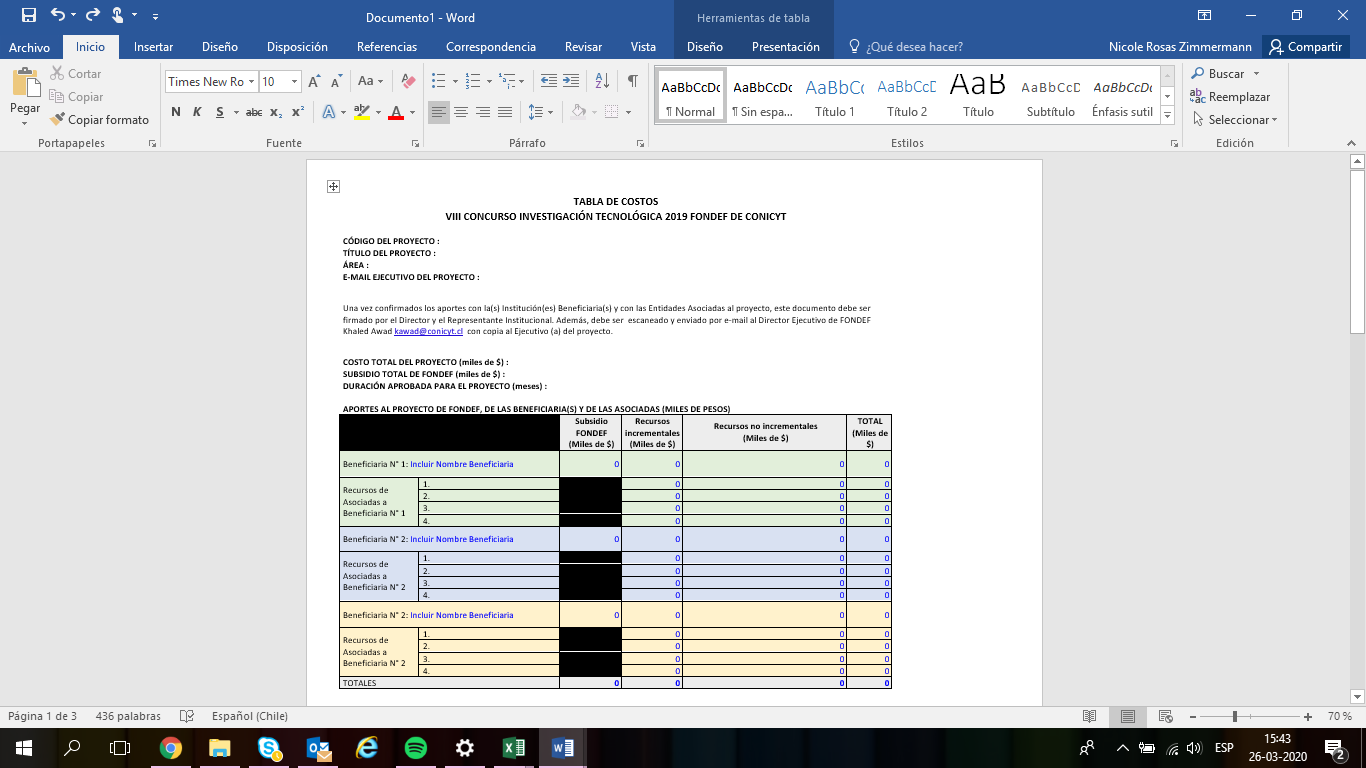 Documento1 - Word
Herramientas de tabla
Archivo Inicio Insertar Diseño Disposición Referencias Correspondencia Revisar Vista Diseño Presentación ¿Qué desea hacer? Nicole Rosas Zimmermann Compartir
Pegar
Cortar
Copiar
Copiar formato
Portapapeles
Times New Ro 10
N K S abc x₂ x²
Fuente
Párrafo
AaBbCcDc AaBbCcDc AaBbCc AaBbCcD AaB AaBbCcD AaBbCcDc
¶ Normal ¶ Sin espa... Título 1 Título 2 Título Subtítulo Énfasis sutil
Estilos
Buscar
Reemplazar
Seleccionar
Edición
TABLA DE COSTOS
VIII CONCURSO INVESTIGACIÓN TECNOLÓGICA 2019 FONDEF DE CONICYT
CÓDIGO DEL PROYECTO :
TÍTULO DEL PROYECTO :
ÁREA :
E-MAIL EJECUTIVO DEL PROYECTO :
Una vez confirmados los aportes con la(s) Institución(es) Beneficiaria(s) y con las Entidades Asociadas al proyecto, este documento debe ser
firmado por el Director y el Representante Institucional. Además, debe ser escaneado y enviado por e-mail al Director Ejecutivo de FONDEF
Khaled Awad kawad@conicyt.cl con copia al Ejecutivo (a) del proyecto.
COSTO TOTAL DEL PROYECTO (miles de $) :
SUBSIDIO TOTAL DE FONDEF (miles de $) :
DURACIÓN APROBADA PARA EL PROYECTO (meses) :
APORTES AL PROYECTO DE FONDEF, DE LAS BENEFICIARIA(S) Y DE LAS ASOCIADAS (MILES DE PESOS)
Subsidio FONDEF (Miles de $) Recursos incrementales (Miles de $) Recursos no incrementales (Miles de $) TOTAL (Miles de $)
Beneficiaria N° 1: Incluir Nombre Beneficiaria 0 0 0 0
Recursos de Asociadas a Beneficiaria N° 1
1. 0 0 0
2. 0 0 0
3. 0 0 0
4. 0 0 0
Beneficiaria N° 2: Incluir Nombre Beneficiaria 0 0 0 0
Recursos de Asociadas a Beneficiaria N° 2
1. 0 0 0
2. 0 0 0
3. 0 0 0
4. 0 0 0
Beneficiaria N° 2: Incluir Nombre Beneficiaria 0 0 0 0
Recursos de Asociadas a Beneficiaria N° 2
1. 0 0 0
2. 0 0 0
3. 0 0 0
4. 0 0 0
TOTALES 0 0 0 0
Página 1 de 3 436 palabras Español (Chile) 70 %
ESP
15:43
26-03-2020
2